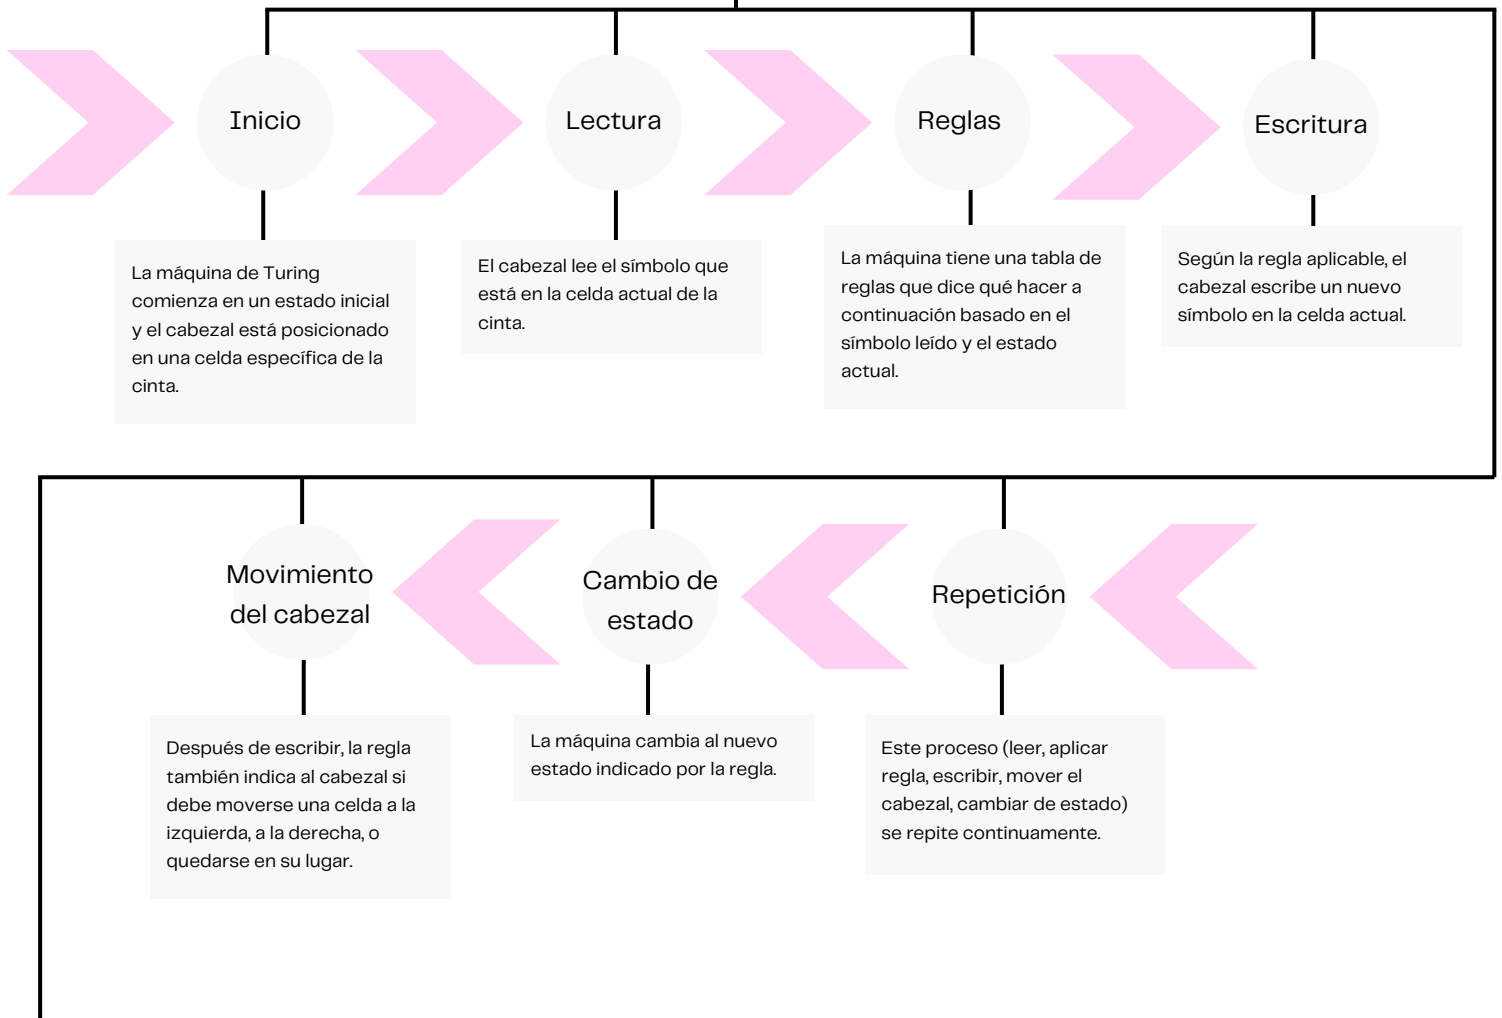 Inicio
La máquina de Turing
comienza en un estado inicial
y el cabezal está posicionado
en una celda específica de la
cinta.
Lectura
El cabezal lee el símbolo que
está en la celda actual de la
cinta.
Reglas
La máquina tiene una tabla de
reglas que dice qué hacer a
continuación basado en el
símbolo leído y el estado
actual.
Escritura
Según la regla aplicable, el
cabezal escribe un nuevo
símbolo en la celda actual.
Movimiento
del cabezal
Después de escribir, la regla
también indica al cabezal si
debe moverse una celda a la
izquierda, a la derecha, o
quedarse en su lugar.
Cambio de
estado
La máquina cambia al nuevo
estado indicado por la regla.
Repetición
Este proceso (leer, aplicar
regla, escribir, mover el
cabezal, cambiar de estado)
se repite continuamente.